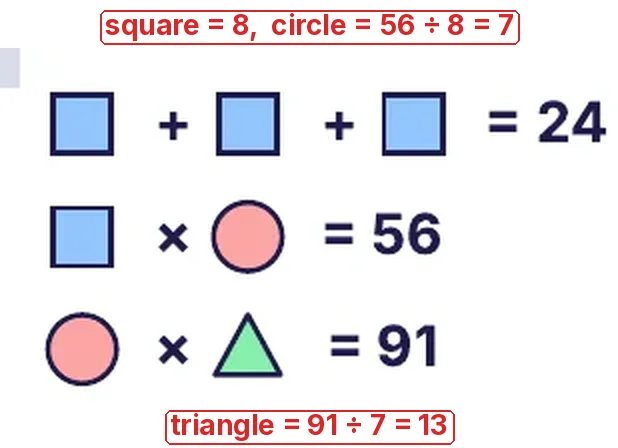 square = 8, circle = 56 ÷ 8 = 7
+ + = 24
× = 56
× = 91
triangle = 91 ÷ 7 = 13